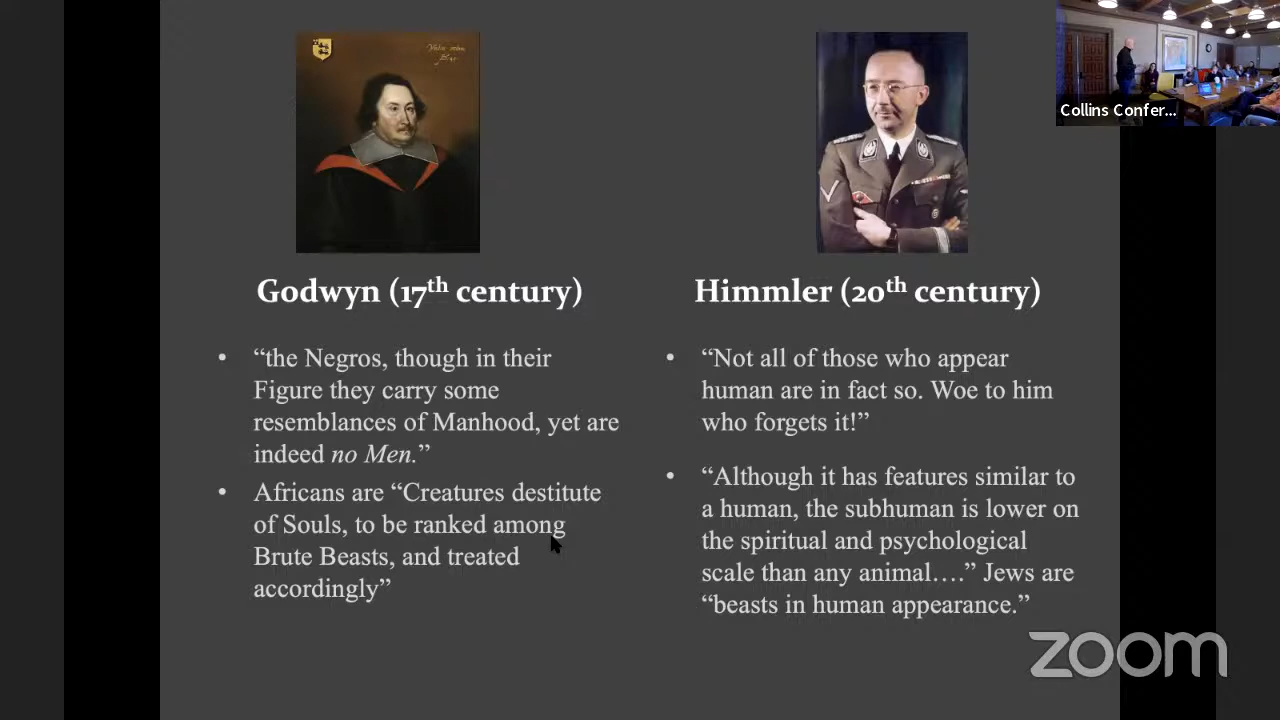 Collins Confer...
Godwyn (17th century)
“the Negros, though in their
Figure they carry some
resemblances of Manhood, yet are
indeed no Men.”
Africans are “Creatures destitute
of Souls, to be ranked among
Brute Beasts, and treated
accordingly”
Himmler (20th century)
“Not all of those who appear
human are in fact so. Woe to him
who forgets it!”
“Although it has features similar to
a human, the subhuman is lower on
the spiritual and psychological
scale than any animal….” Jews are
“beasts in human appearance.”
zoom